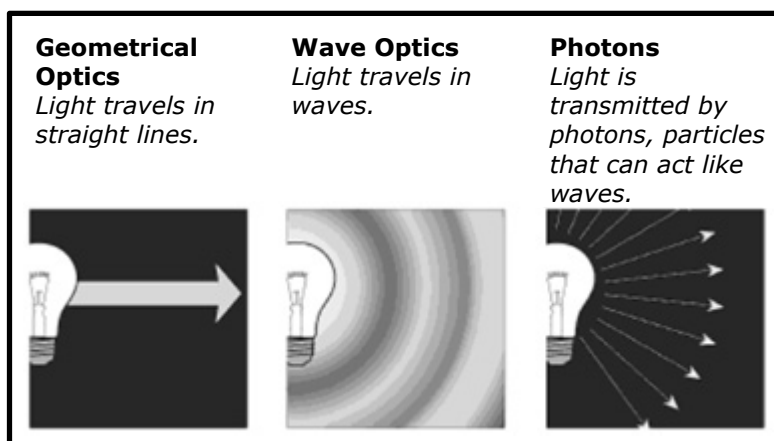 Geometrical
Optics
Light travels in
straight lines.
Wave Optics
Light travels in
waves.
Photons
Light is
transmitted by
photons, particles
that can act like
waves.